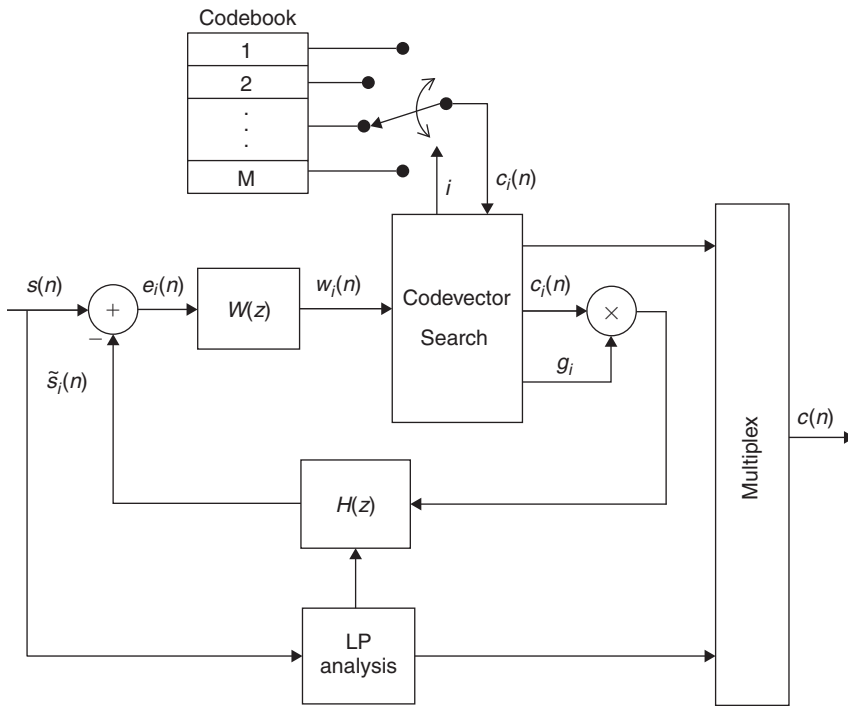 Codebook
1
2
.
.
.
M
i
c_i(n)
s(n)
+
−
e_i(n)
W(z)
w_i(n)
Codevector
Search
c_i(n)
×
g_i
s̃_i(n)
H(z)
LP
analysis
Multiplex
c(n)